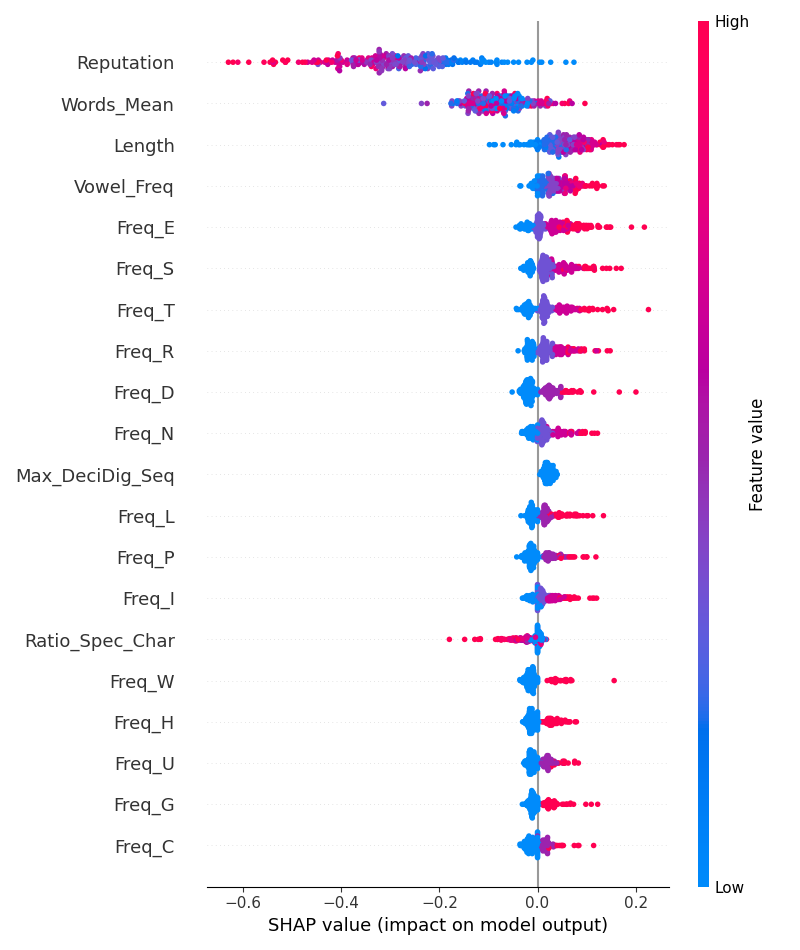 High
Reputation
Words_Mean
Length
Vowel_Freq
Freq_E
Freq_S
Freq_T
Freq_R
Freq_D
Freq_N
Max_DeciDig_Seq
Freq_L
Freq_P
Freq_I
Ratio_Spec_Char
Freq_W
Freq_H
Freq_U
Freq_G
Freq_C
Feature value
Low
−0.6 −0.4 −0.2 0.0 0.2
SHAP value (impact on model output)